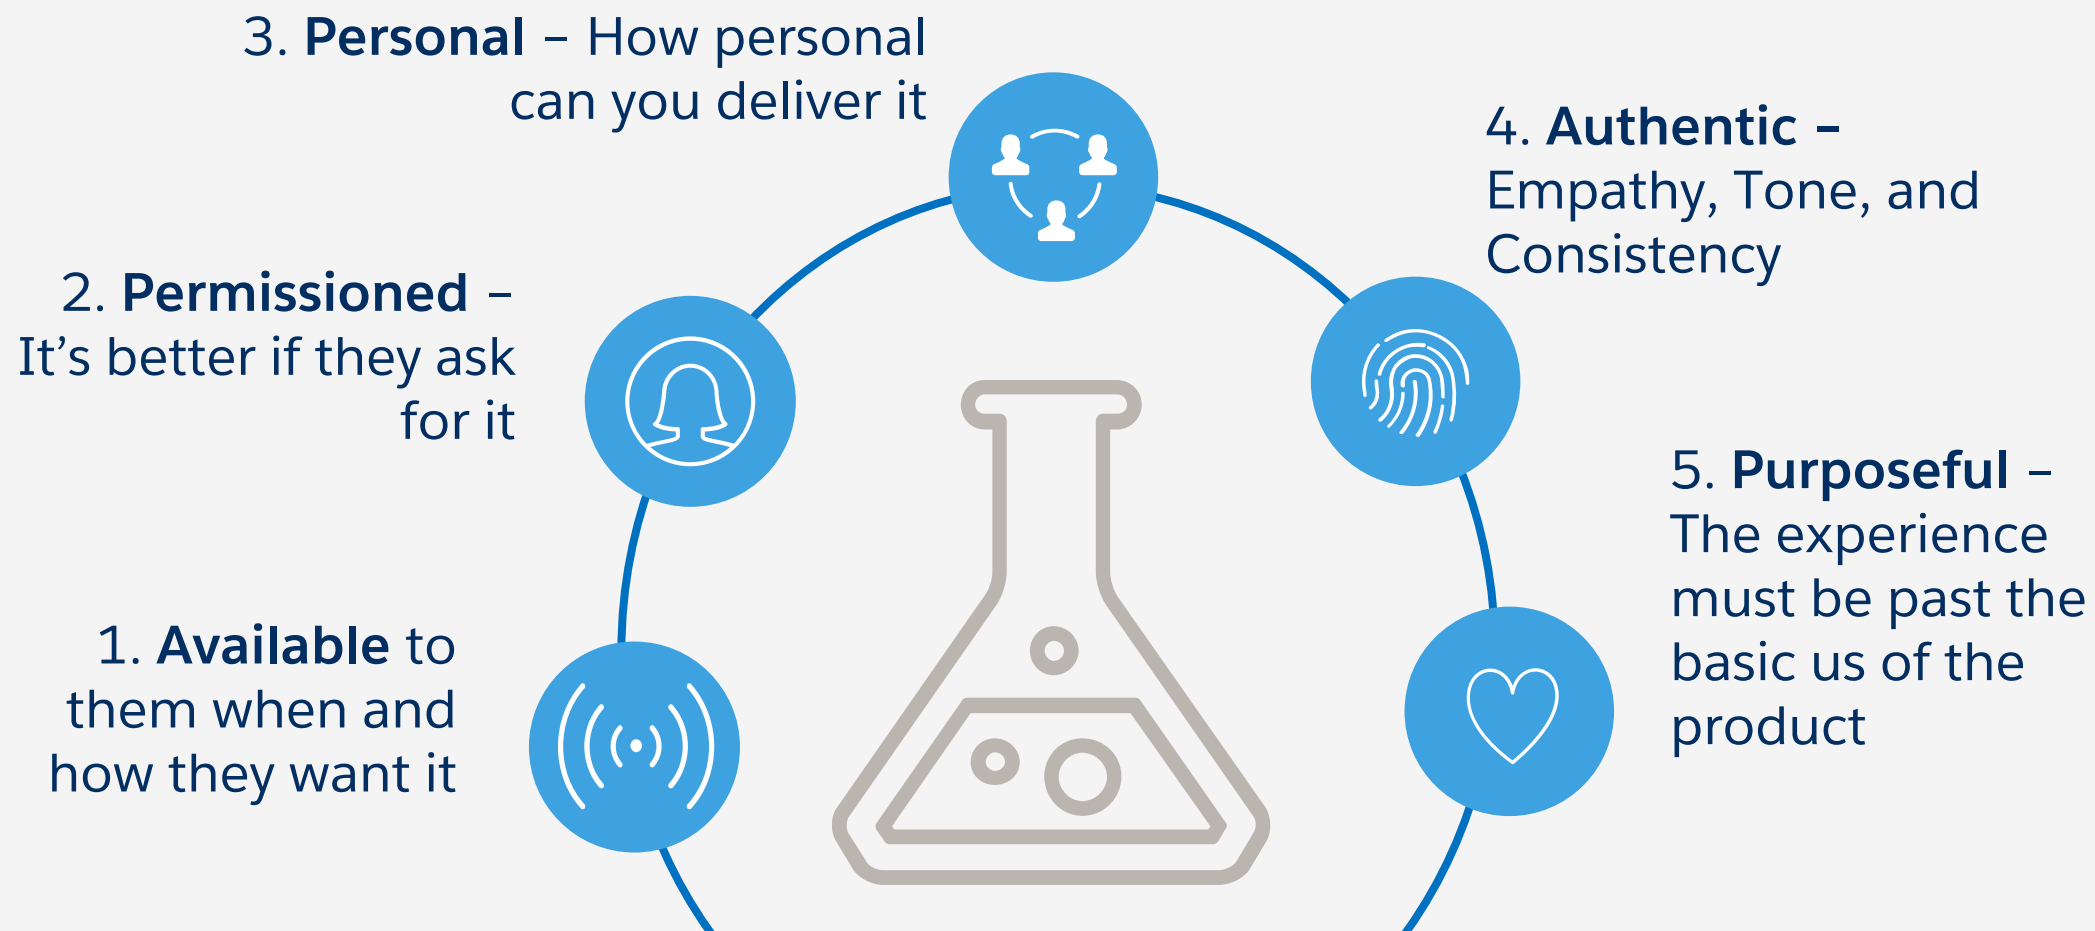 3. Personal – How personal
can you deliver it
4. Authentic –
Empathy, Tone, and
Consistency
2. Permissioned –
It’s better if they ask
for it
5. Purposeful –
The experience
must be past the
basic us of the
product
1. Available to
them when and
how they want it